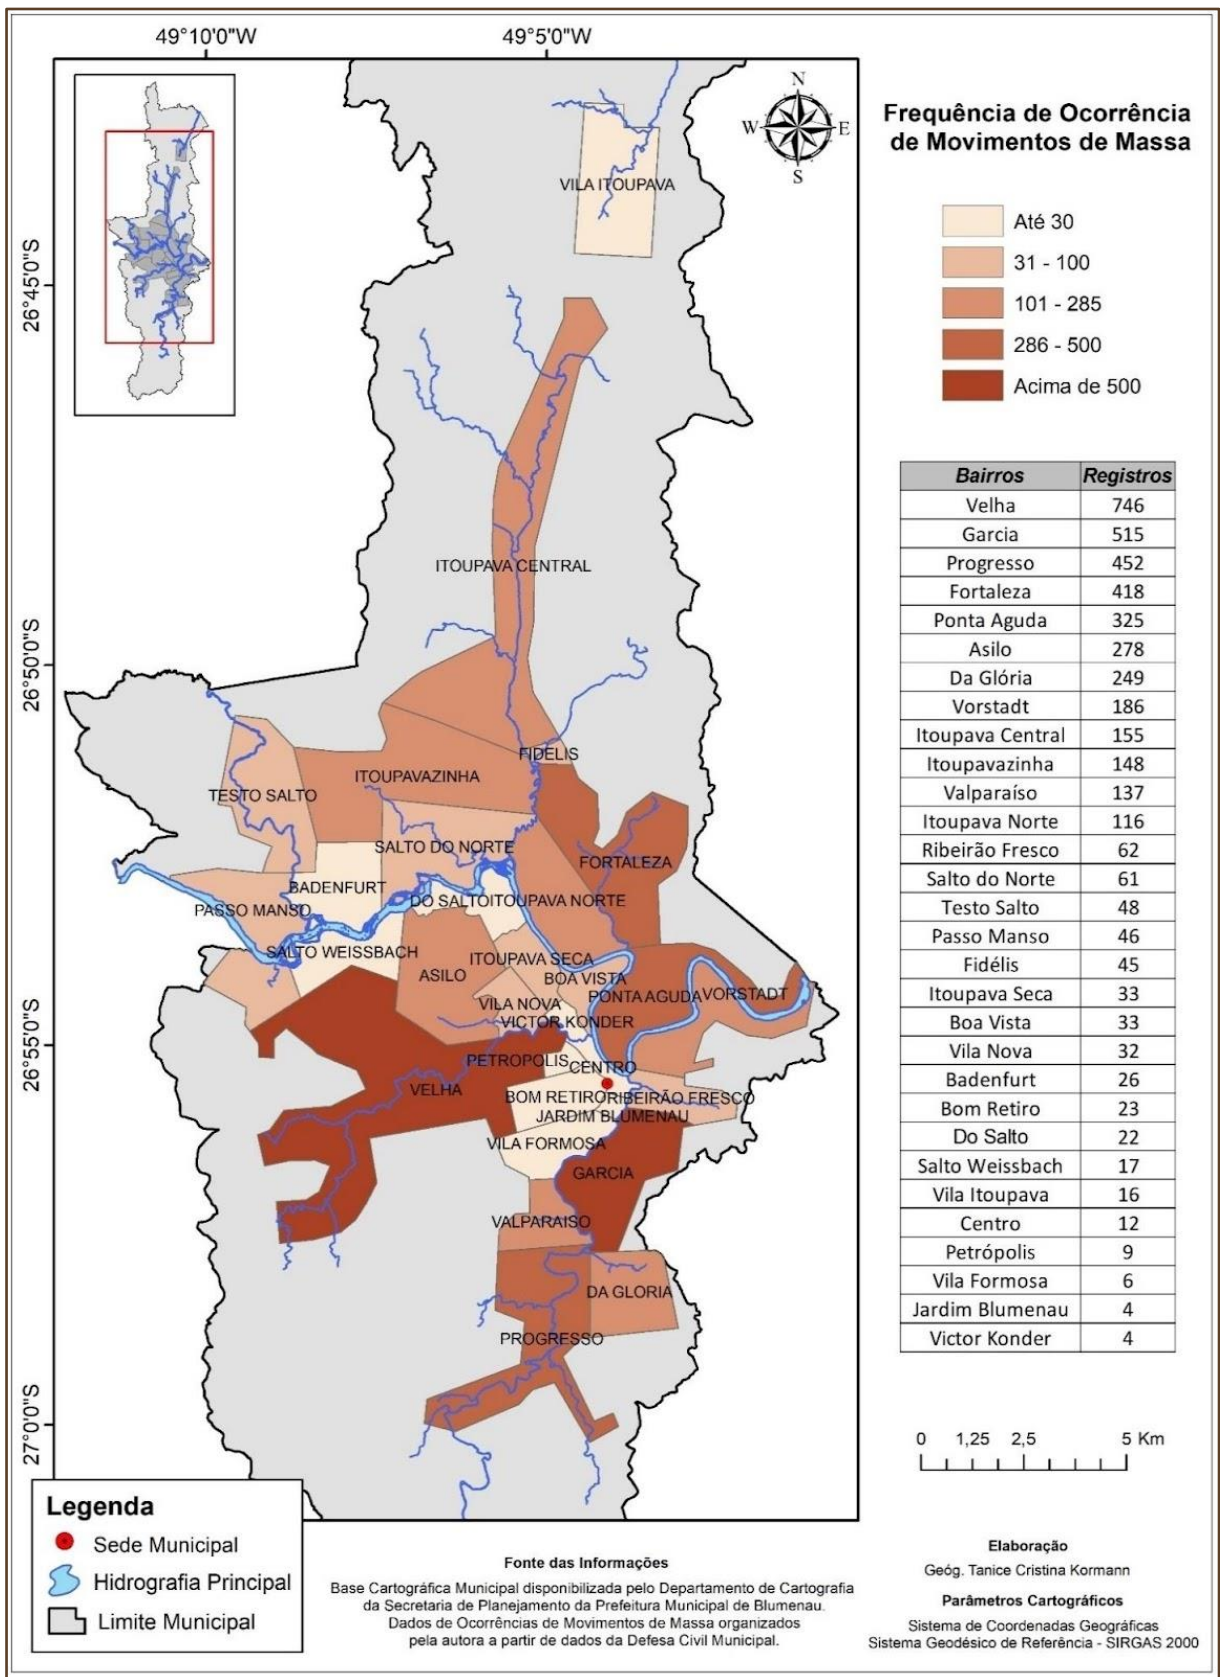 49°10'0"W
49°5'0"W
26°45'0"S
26°50'0"S
26°55'0"S
27°0'0"S
N
W
E
S
VILA ITOUPAVA
ITOUPAVA CENTRAL
FIDELIS
ITOUPAVAZINHA
TESTO SALTO
SALTO DO NORTE
FORTALEZA
BADENFURT
DO SALTO
ITOUPAVA NORTE
PASSO MANSO
SALTO WEISSBACH
ITOUPAVA SECA
ASILO
BOA VISTA
PONTA AGUDA
VORSTADT
VILA NOVA
VICTOR KONDER
PETROPOLIS
CENTRO
VELHA
BOM RETIRO
RIBEIRÃO FRESCO
JARDIM BLUMENAU
VILA FORMOSA
GARCIA
VALPARAISO
DA GLORIA
PROGRESSO
Frequência de Ocorrência
de Movimentos de Massa
Até 30
31 - 100
101 - 285
286 - 500
Acima de 500
Bairros Registros
Velha 746
Garcia 515
Progresso 452
Fortaleza 418
Ponta Aguda 325
Asilo 278
Da Glória 249
Vorstadt 186
Itoupava Central 155
Itoupavazinha 148
Valparaíso 137
Itoupava Norte 116
Ribeirão Fresco 62
Salto do Norte 61
Testo Salto 48
Passo Manso 46
Fidélis 45
Itoupava Seca 33
Boa Vista 33
Vila Nova 32
Badenfurt 26
Bom Retiro 23
Do Salto 22
Salto Weissbach 17
Vila Itoupava 16
Centro 12
Petrópolis 9
Vila Formosa 6
Jardim Blumenau 4
Victor Konder 4
0 1,25 2,5 5 Km
Legenda
Sede Municipal
Hidrografia Principal
Limite Municipal
Fonte das Informações
Base Cartográfica Municipal disponibilizada pelo Departamento de Cartografia
da Secretaria de Planejamento da Prefeitura Municipal de Blumenau.
Dados de Ocorrências de Movimentos de Massa organizados
pela autora a partir de dados da Defesa Civil Municipal.
Elaboração
Geóg. Tanice Cristina Kormann
Parâmetros Cartográficos
Sistema de Coordenadas Geográficas
Sistema Geodésico de Referência - SIRGAS 2000